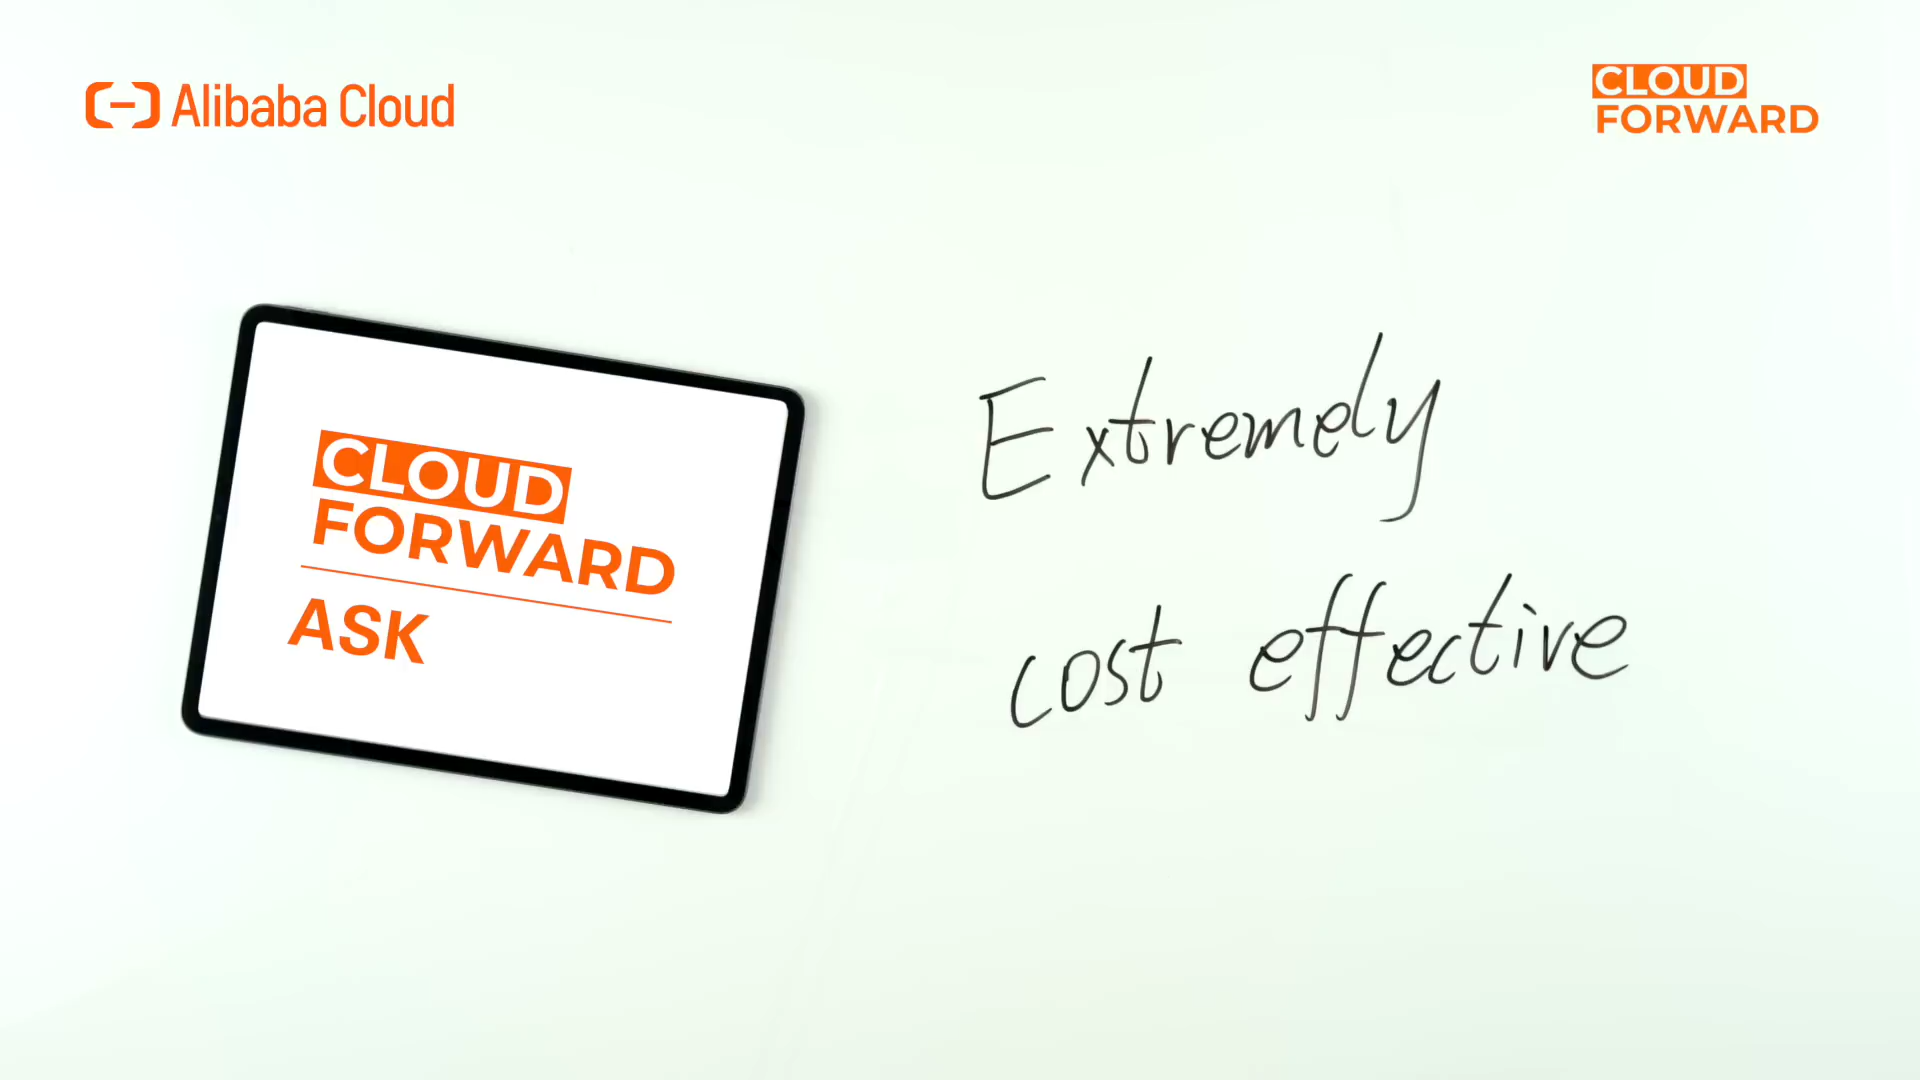 Alibaba Cloud
CLOUD
FORWARD
CLOUD
FORWARD
ASK
Extremely
cost effective